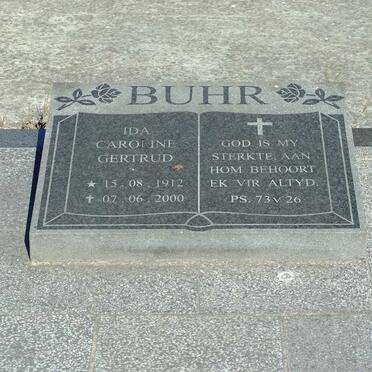 BUHR
IDA
CAROLINE
GERTRUD
15.08.1912
07.06.2000
GOD IS MY
STERKTE, AAN
HOM BEHOORT
EK VIR ALTYD.
PS. 73 v 26